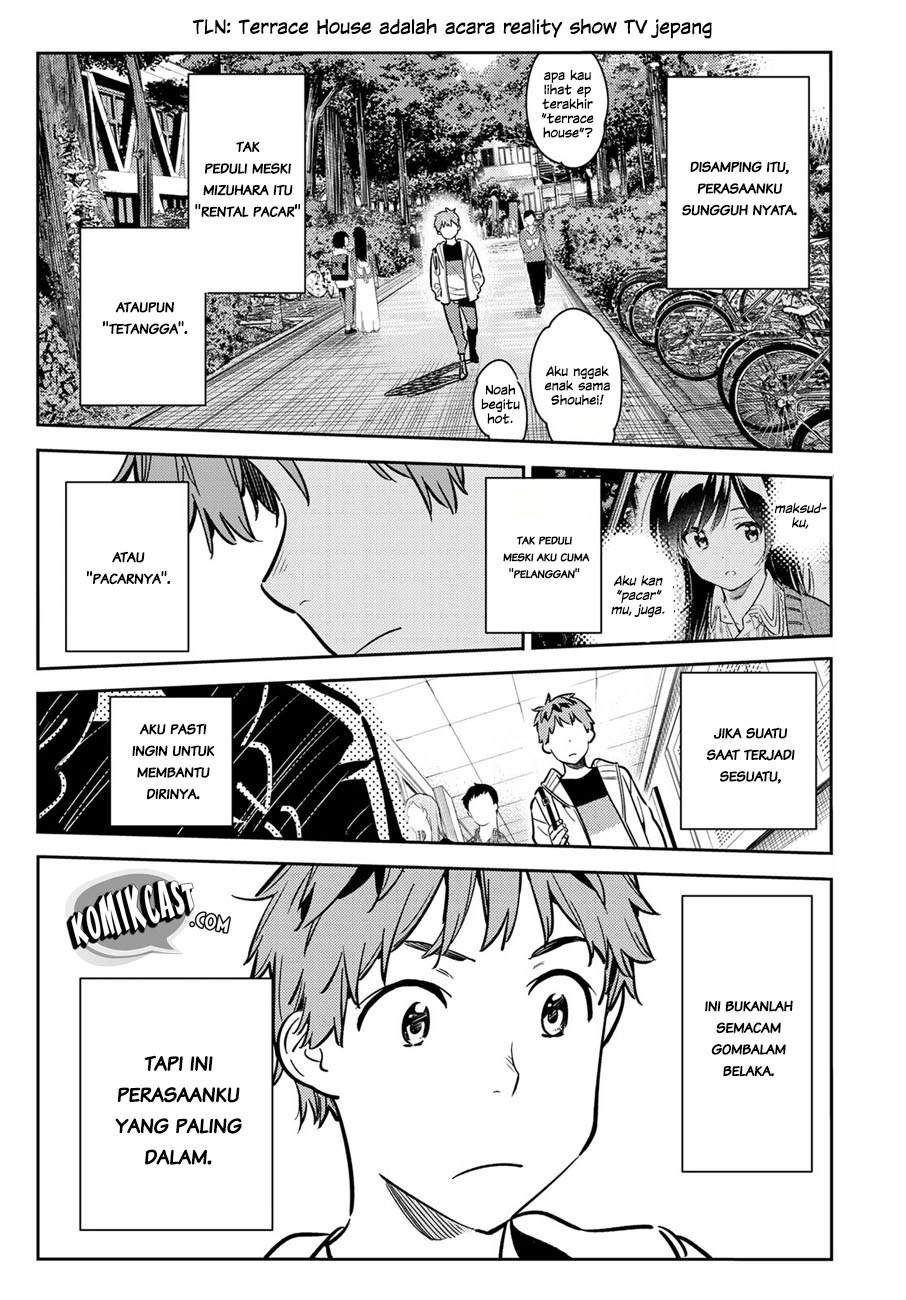 TLN: Terrace House adalah acara reality show TV jepang
DISAMPING ITU,
PERASAANKU
SUNGGUH NYATA.
apa kau
lihat ep
terakhir
"terrace
house"?
TAK
PEDULI MESKI
MIZUHARA ITU
"RENTAL PACAR"
ATAUPUN
"TETANGGA".
Aku nggak
enak sama
Shouhei!
Noah
begitu
hot.
maksud-
ku,
Aku kan
"pacar"
mu, juga.
TAK PEDULI
MESKI AKU CUMA
"PELANGGAN"
ATAU
"PACARNYA".
JIKA SUATU
SAAT TERJADI
SESUATU,
AKU PASTI
INGIN UNTUK
MEMBANTU
DIRINYA.
KOMIKCAST
.COM
INI BUKANLAH
SEMACAM
GOMBALAM
BELAKA.
TAPI INI
PERASAANKU
YANG PALING
DALAM.